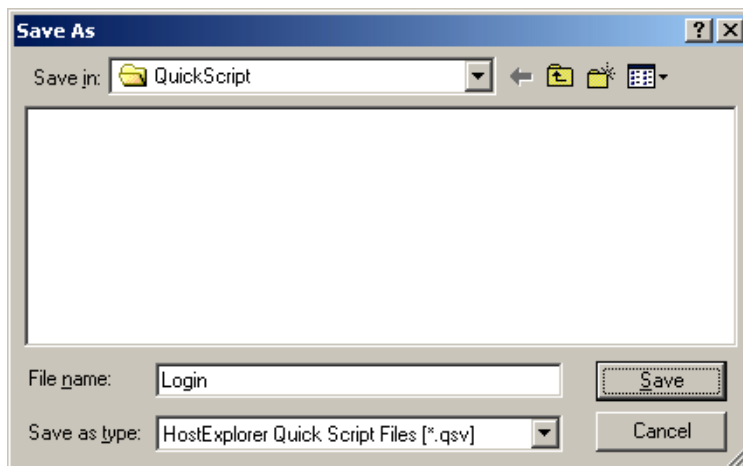 Save As
Save in: QuickScript
File name: Login Save
Save as type: HostExplorer Quick Script Files [*.qsv] Cancel